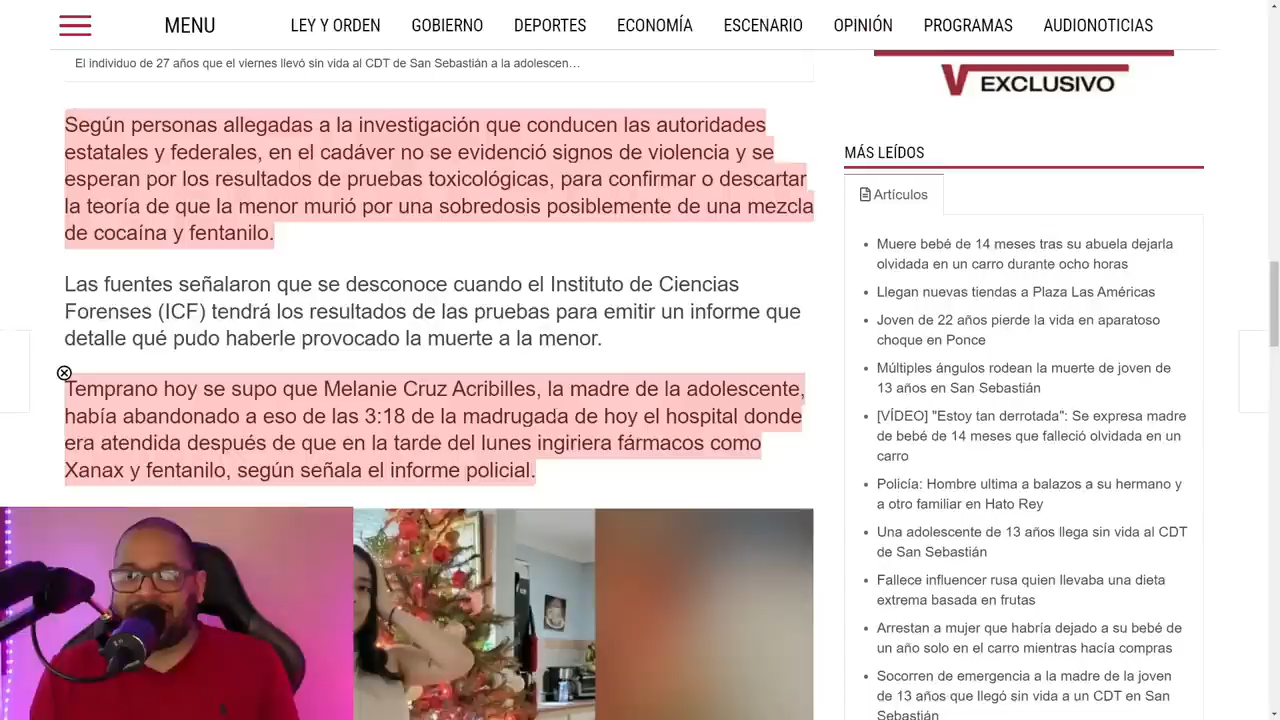 MENU
LEY Y ORDEN
GOBIERNO
DEPORTES
ECONOMÍA
ESCENARIO
OPINIÓN
PROGRAMAS
AUDIONOTICIAS
El individuo de 27 años que el viernes llevó sin vida al CDT de San Sebastián a la adolescen…
Según personas allegadas a la investigación que conducen las autoridades
estatales y federales, en el cadáver no se evidenció signos de violencia y se
esperan por los resultados de pruebas toxicológicas, para confirmar o descartar
la teoría de que la menor murió por una sobredosis posiblemente de una mezcla
de cocaína y fentanilo.
Las fuentes señalaron que se desconoce cuando el Instituto de Ciencias
Forenses (ICF) tendrá los resultados de las pruebas para emitir un informe que
detalle qué pudo haberle provocado la muerte a la menor.
Temprano hoy se supo que Melanie Cruz Acribilles, la madre de la adolescente,
había abandonado a eso de las 3:18 de la madrugada de hoy el hospital donde
era atendida después de que en la tarde del lunes ingiriera fármacos como
Xanax y fentanilo, según señala el informe policial.
V EXCLUSIVO
MÁS LEÍDOS
Artículos
Muere bebé de 14 meses tras su abuela dejarla
olvidada en un carro durante ocho horas
Llegan nuevas tiendas a Plaza Las Américas
Joven de 22 años pierde la vida en aparatoso
choque en Ponce
Múltiples ángulos rodean la muerte de joven de
13 años en San Sebastián
[VÍDEO] "Estoy tan derrotada": Se expresa madre
de bebé de 14 meses que falleció olvidada en un
carro
Policía: Hombre ultima a balazos a su hermano y
a otro familiar en Hato Rey
Una adolescente de 13 años llega sin vida al CDT
de San Sebastián
Fallece influencer rusa quien llevaba una dieta
extrema basada en frutas
Arrestan a mujer que habría dejado a su bebé de
un año solo en el carro mientras hacía compras
Socorren de emergencia a la madre de la joven
de 13 años que llegó sin vida a un CDT en San
Sebastián